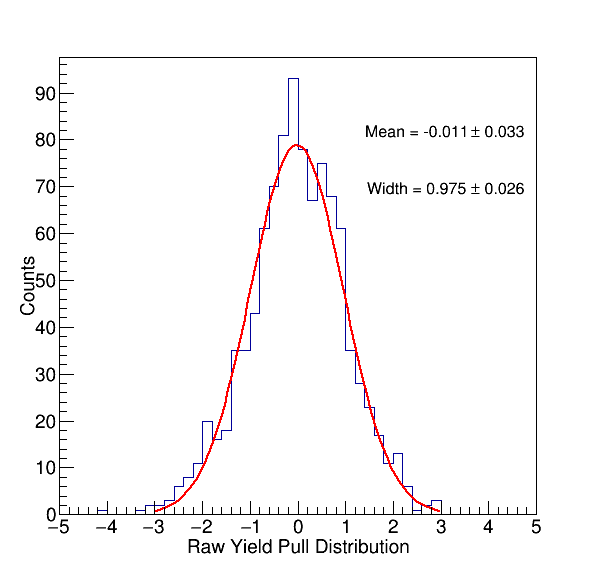 Mean = -0.011 ± 0.033
Width = 0.975 ± 0.026
Counts
90
80
70
60
50
40
30
20
10
0
−5 −4 −3 −2 −1 0 1 2 3 4 5
Raw Yield Pull Distribution